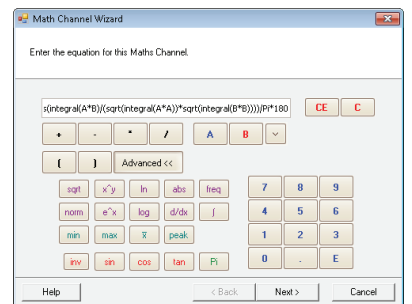 Math Channel Wizard
Enter the equation for this Maths Channel.
s(integral(A*B)/(sqrt(integral(A*A))*sqrt(integral(B*B))))/Pi*180 CE C
+ - * / A B
( ) Advanced <<
sqrt x^y ln abs freq 7 8 9
norm e^x log d/dx ∫ 4 5 6
min max x̅ peak 1 2 3
inv sin cos tan Pi 0 . E
Help < Back Next > Cancel